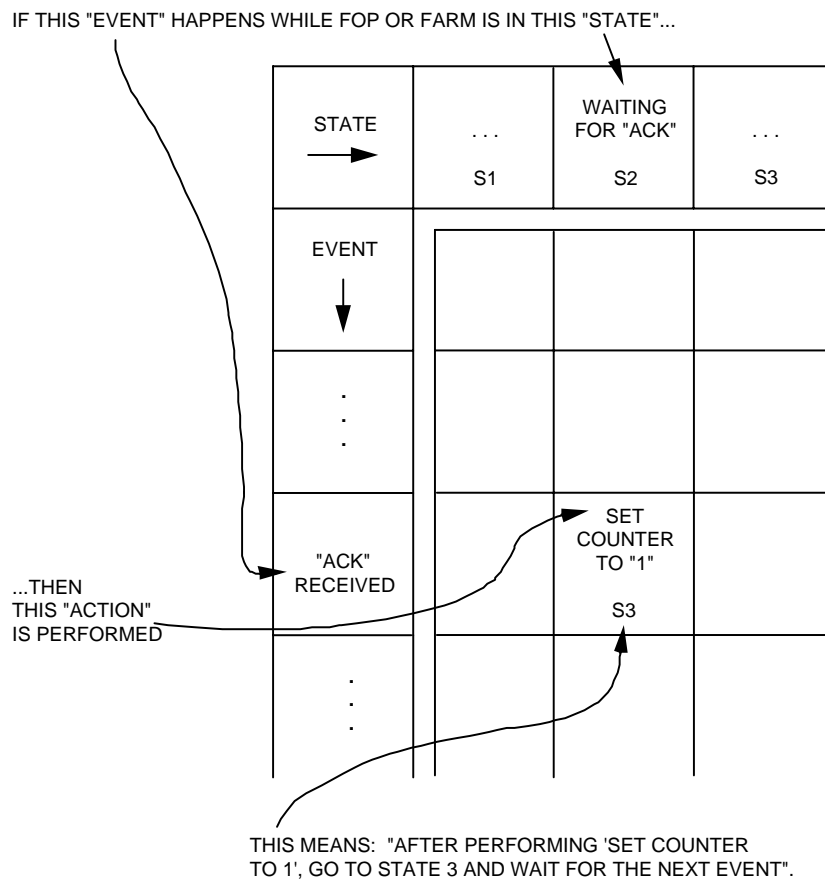 IF THIS "EVENT" HAPPENS WHILE FOP OR FARM IS IN THIS "STATE"...
STATE
. . .
S1
WAITING
FOR "ACK"
S2
. . .
S3
EVENT
.
.
.
"ACK"
RECEIVED
SET
COUNTER
TO "1"
S3
...THEN
THIS "ACTION"
IS PERFORMED
.
.
.
THIS MEANS: "AFTER PERFORMING 'SET COUNTER
TO 1', GO TO STATE 3 AND WAIT FOR THE NEXT EVENT".